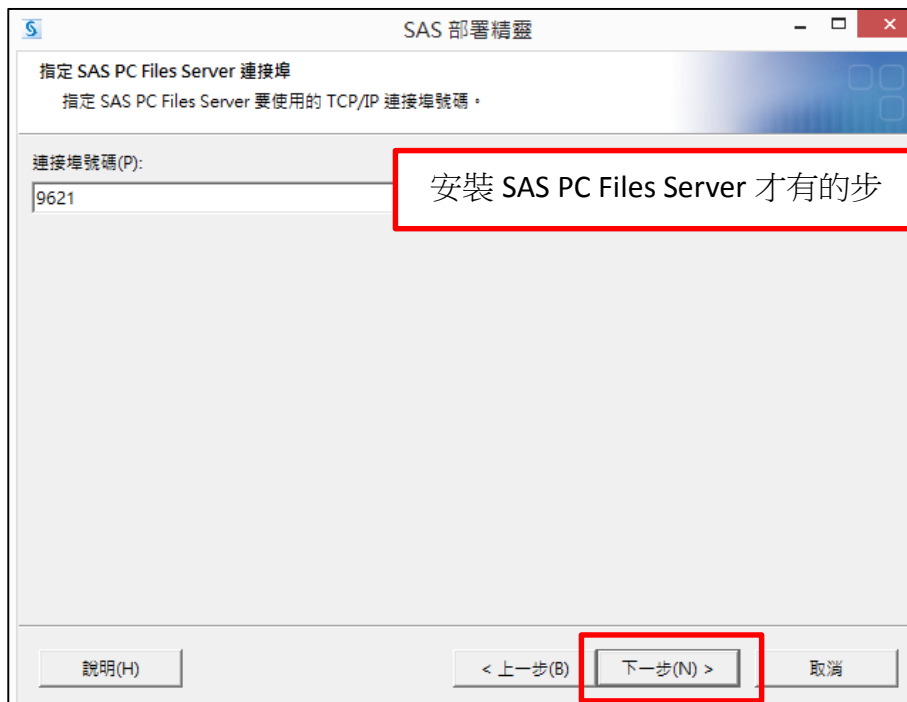 SAS 部署精靈
指定 SAS PC Files Server 連接埠
指定 SAS PC Files Server 要使用的 TCP/IP 連接埠號碼。
連接埠號碼(P):
9621
安裝 SAS PC Files Server 才有的步
說明(H)
< 上一步(B)
下一步(N) >
取消